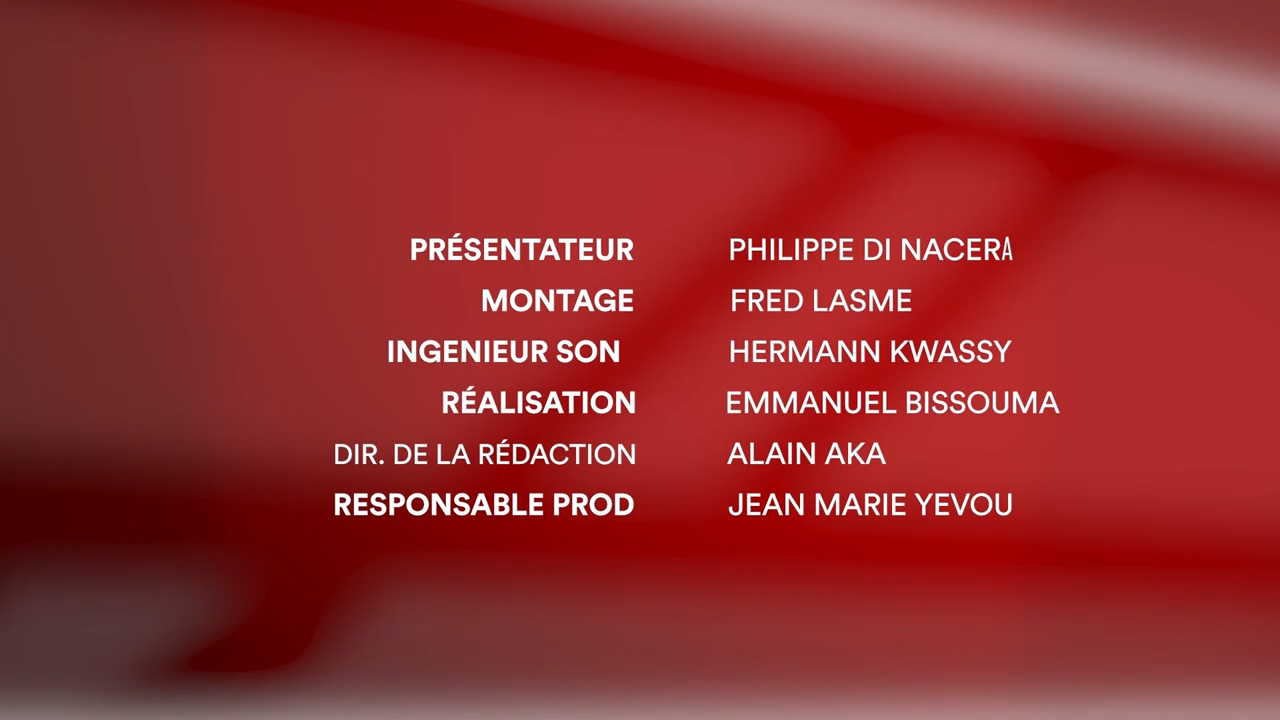 PRÉSENTATEUR PHILIPPE DI NACERA
MONTAGE FRED LASME
INGENIEUR SON HERMANN KWASSY
RÉALISATION EMMANUEL BISSOUMA
DIR. DE LA RÉDACTION ALAIN AKA
RESPONSABLE PROD JEAN MARIE YEVOU